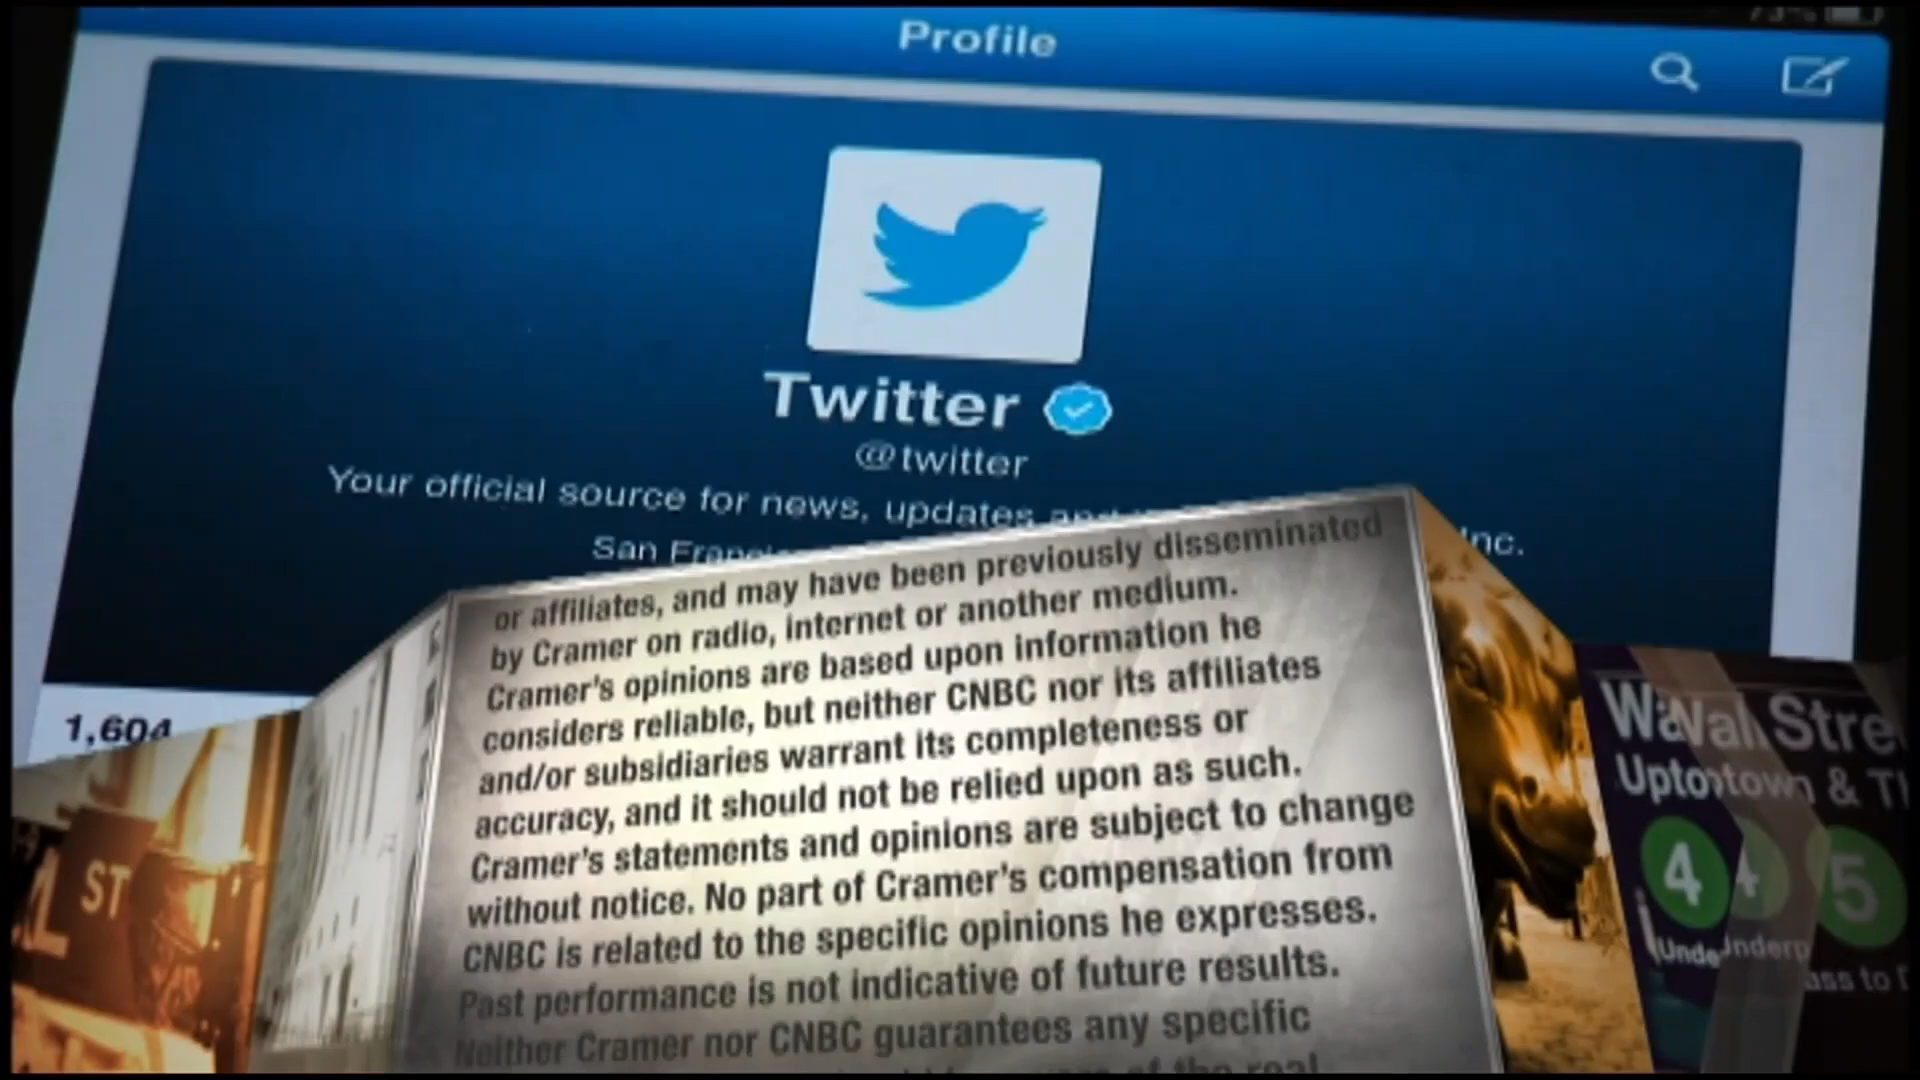 Profile
Twitter
@twitter
Your official source for news, updates and
Inc.
San
1,604
or affiliates, and may have been previously disseminated
by Cramer on radio, internet or another medium.
Cramer's opinions are based upon information he
considers reliable, but neither CNBC nor its affiliates
and/or subsidiaries warrant its completeness or
accuracy, and it should not be relied upon as such.
Cramer's statements and opinions are subject to change
without notice. No part of Cramer's compensation from
CNBC is related to the specific opinions he expresses.
Past performance is not indicative of future results.
Neither Cramer nor CNBC guarantees any specific
of the real
ST
Uptown & T
4 4 5